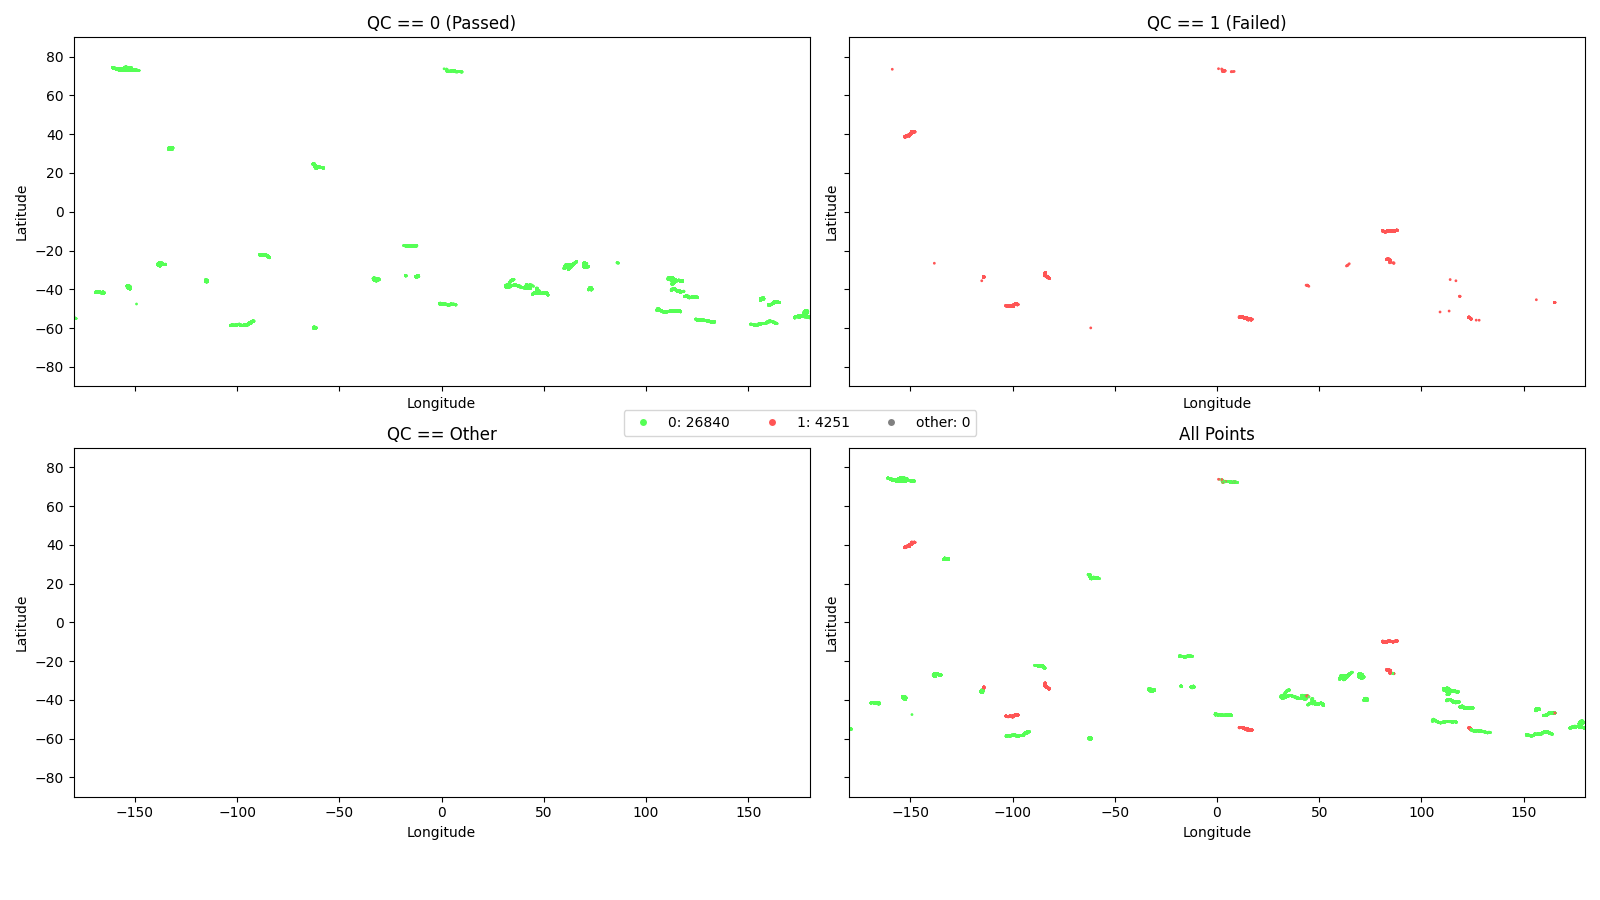 QC == 0 (Passed)
QC == 1 (Failed)
80
60
40
20
0
−20
−40
−60
−80
Latitude
Latitude
Longitude
Longitude
0: 26840
1: 4251
other: 0
QC == Other
All Points
80
60
40
20
0
−20
−40
−60
−80
Latitude
Latitude
−150
−100
−50
0
50
100
150
−150
−100
−50
0
50
100
150
Longitude
Longitude